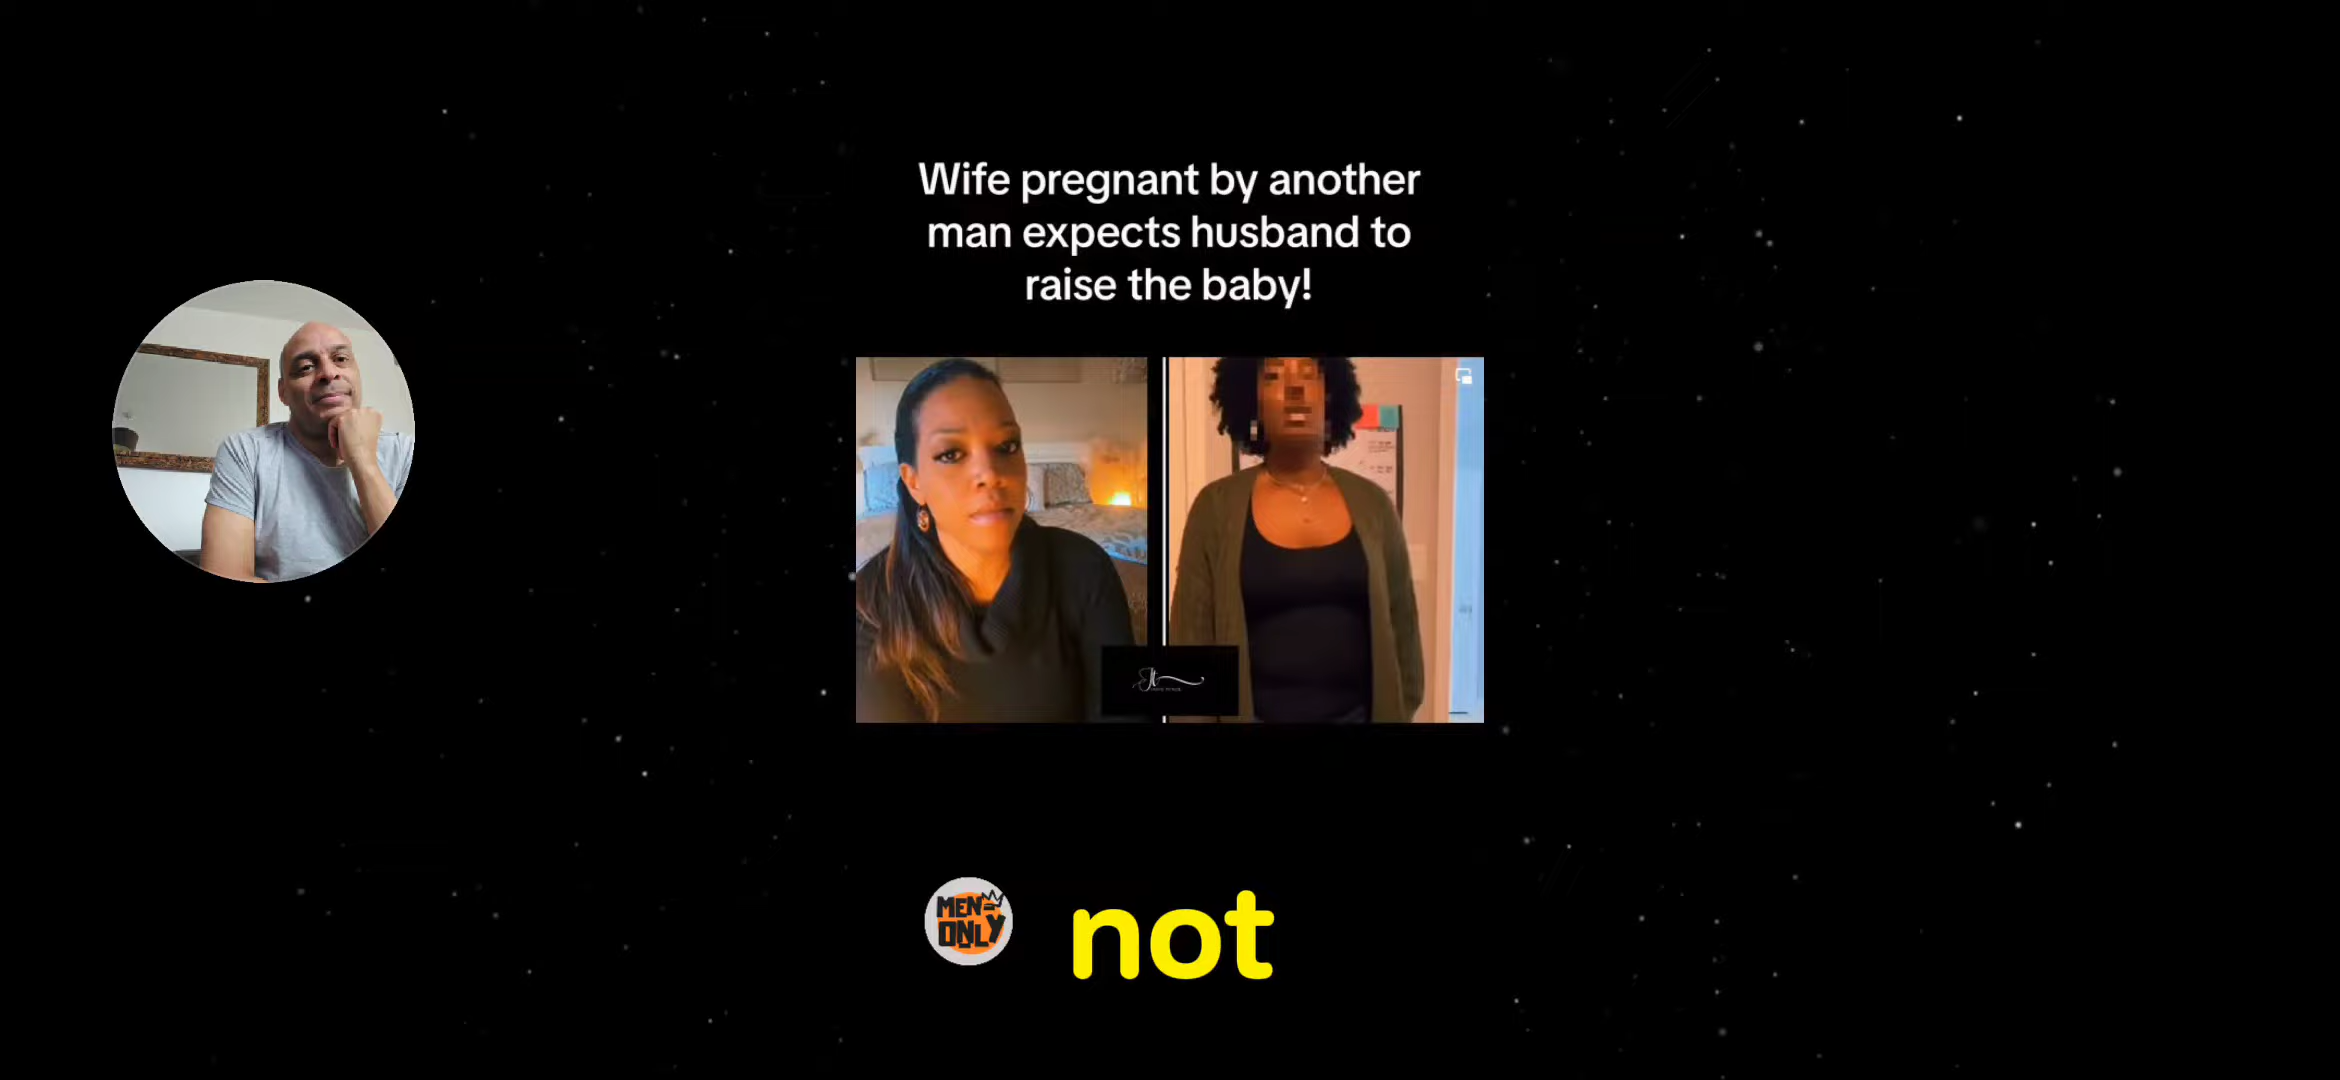 Wife pregnant by another
man expects husband to
raise the baby!
MEN
ONLY
not